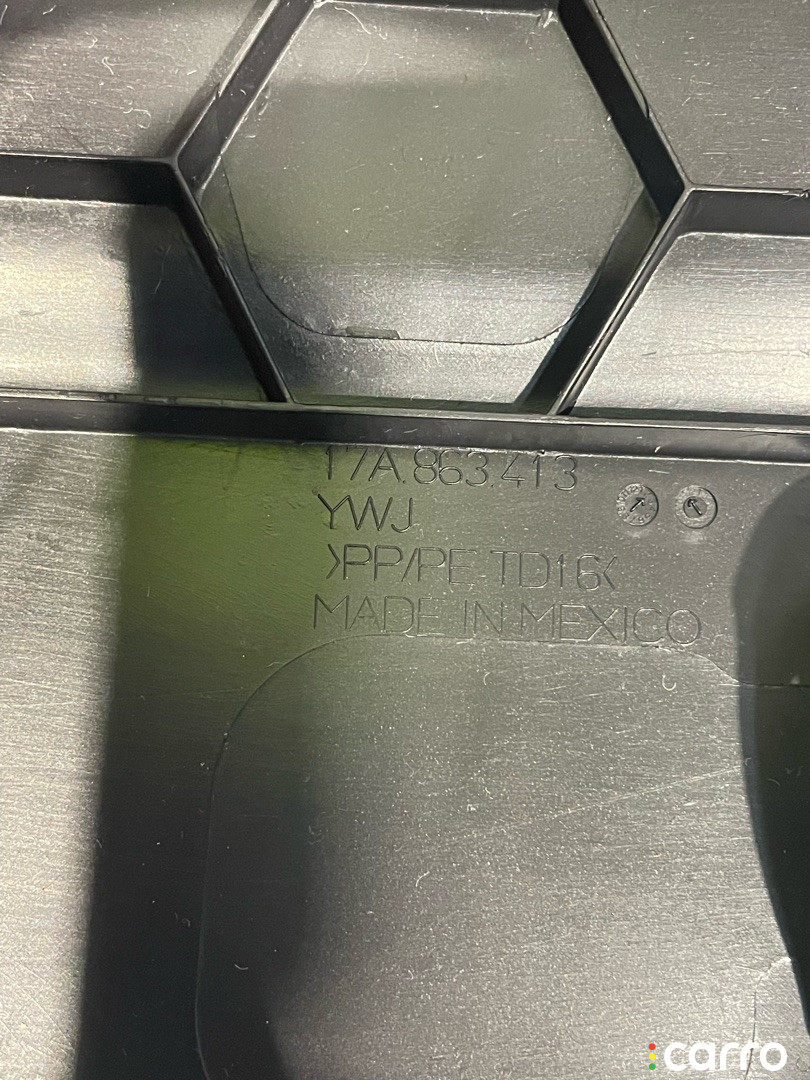 17A.863.413
YWJ
>PP/PE TD16<
MADE IN MEXICO
carro